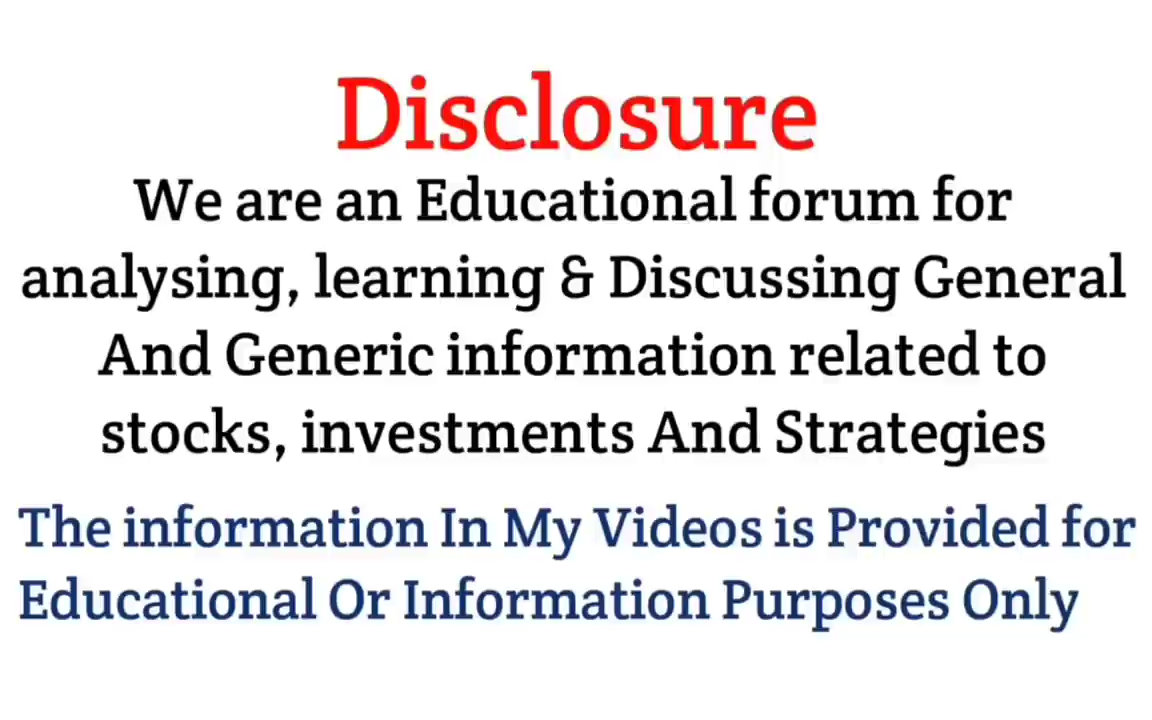 Disclosure
We are an Educational forum for
analysing, learning & Discussing General
And Generic information related to
stocks, investments And Strategies
The information In My Videos is Provided for
Educational Or Information Purposes Only